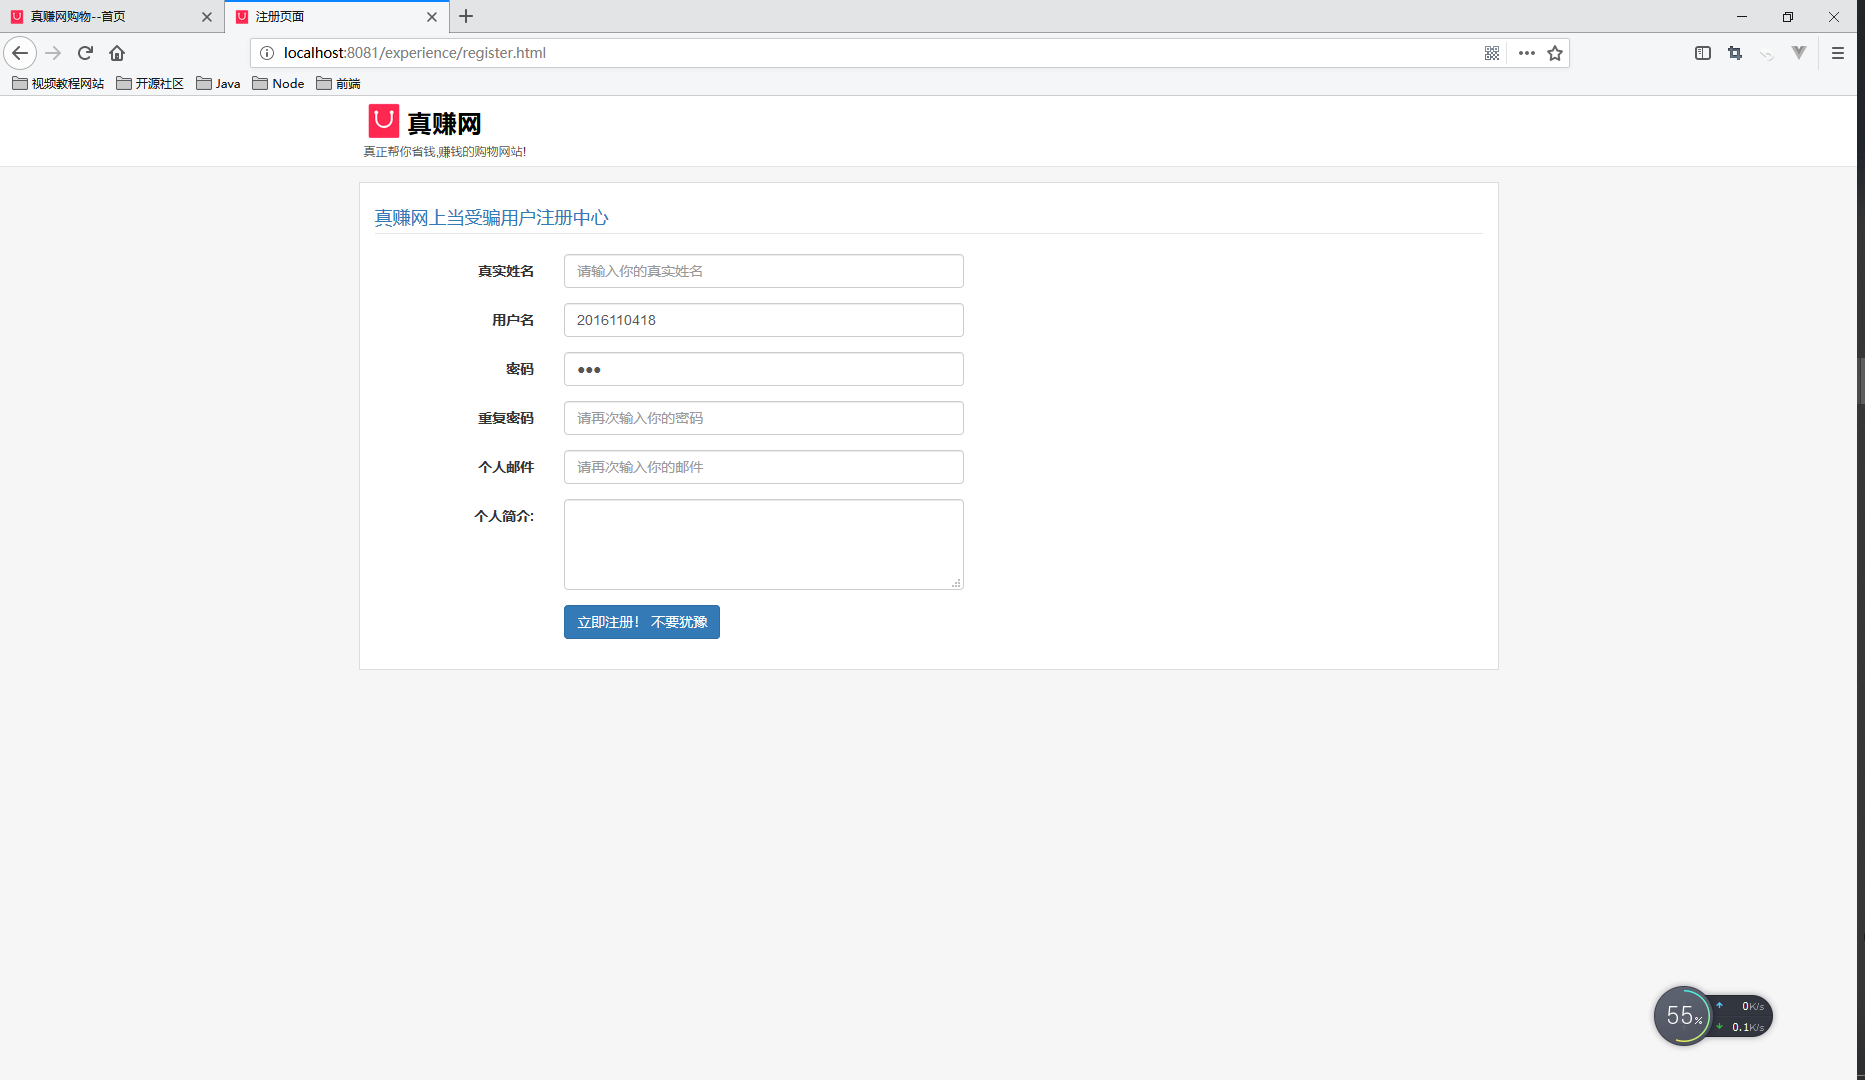 真赚网购物--首页
注册页面
localhost:8081/experience/register.html
视频教程网站
开源社区
Java
Node
前端
真赚网
真正帮你省钱,赚钱的购物网站!
真赚网上当受骗用户注册中心
真实姓名
请输入你的真实姓名
用户名
2016110418
密码
●●●
重复密码
请再次输入你的密码
个人邮件
请再次输入你的邮件
个人简介:
立即注册！ 不要犹豫
55%
0K/s
0.1K/s